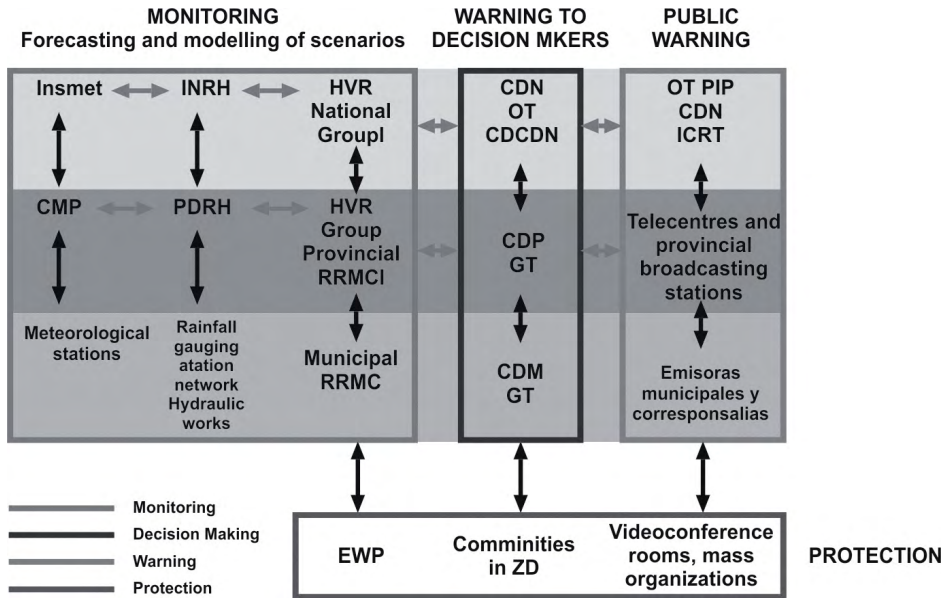 MONITORING
Forecasting and modelling of scenarios
WARNING TO
DECISION MKERS
PUBLIC
WARNING
Insmet
INRH
HVR
National
Groupl
CDN
OT
CDCDN
OT PIP
CDN
ICRT
CMP
PDRH
HVR
Group
Provincial
RRMCI
CDP
GT
Telecentres and
provincial
broadcasting
stations
Meteorological
stations
Rainfall
gauging
atation
network
Hydraulic
works
Municipal
RRMC
CDM
GT
Emisoras
municipales y
corresponsalias
Monitoring
Decision Making
Warning
Protection
EWP
Comminities
in ZD
Videoconference
rooms, mass
organizations
PROTECTION